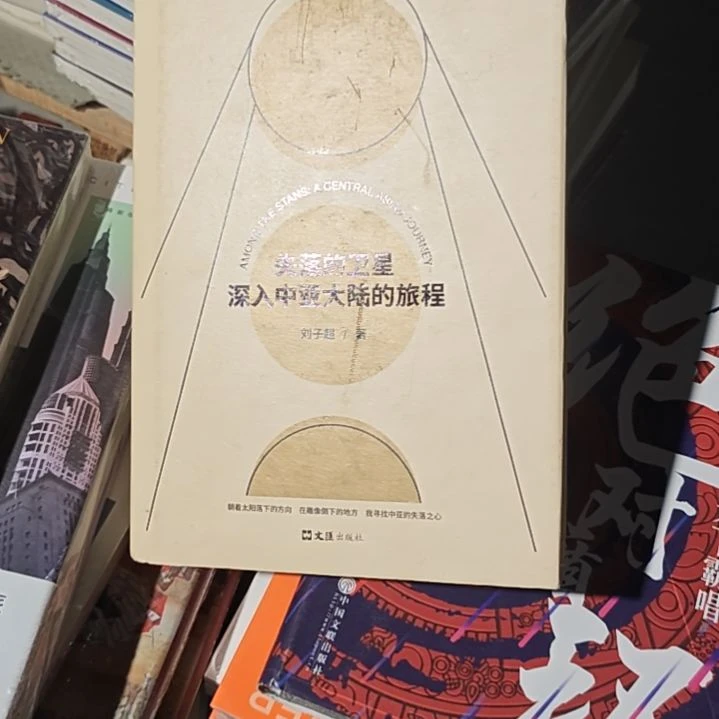 AMONG THE STANS: A CENTRAL ASIA JOURNEY
失落的卫星
深入中亚大陆的旅程
刘子超 / 著
朝着太阳落下的方向 在雕像倒下的地方 我寻找中亚的失落之心
文匯出版社
中国文联出版社
唱